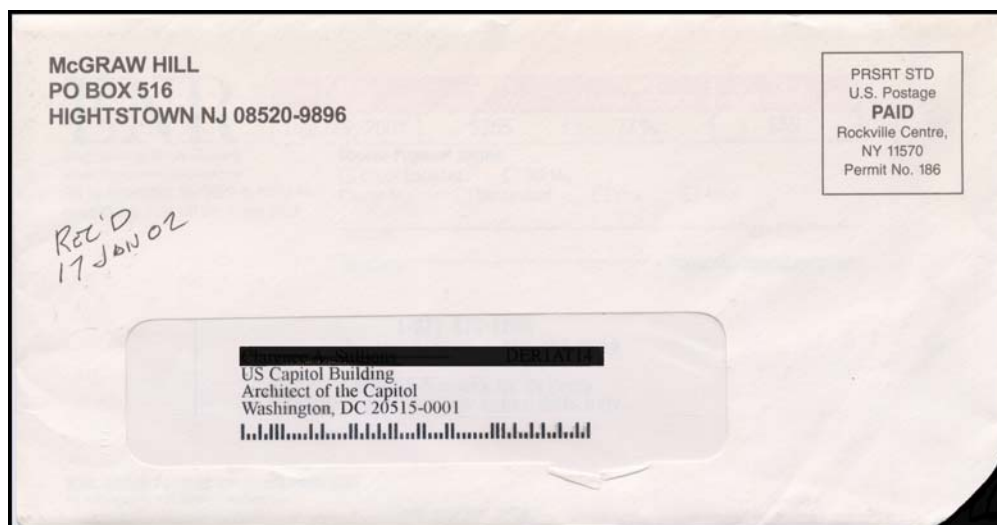 McGRAW HILL
PO BOX 516
HIGHTSTOWN NJ 08520-9896
PRSRT STD
U.S. Postage
PAID
Rockville Centre,
NY 11570
Permit No. 186
REC'D
17 JAN 02
US Capitol Building
Architect of the Capitol
Washington, DC 20515-0001